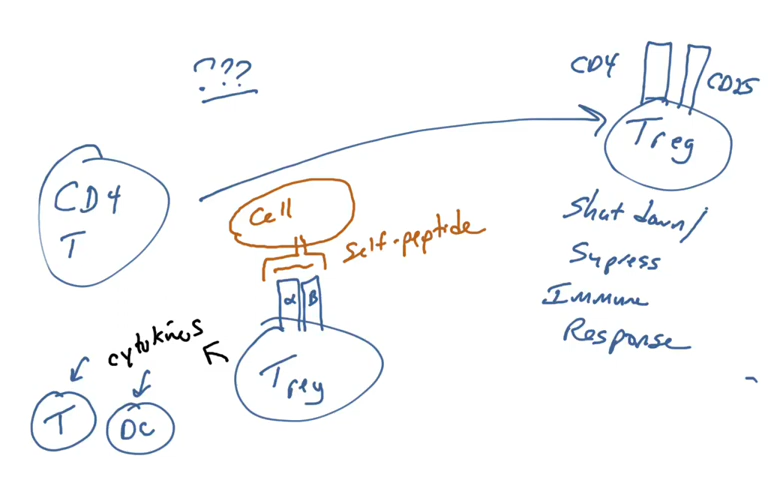 ???
CD4
CD25
Treg
CD4
T
Cell
Self-peptide
α β
Treg
cytokines
T
DC
Shut down/
Supress
Immune
Response